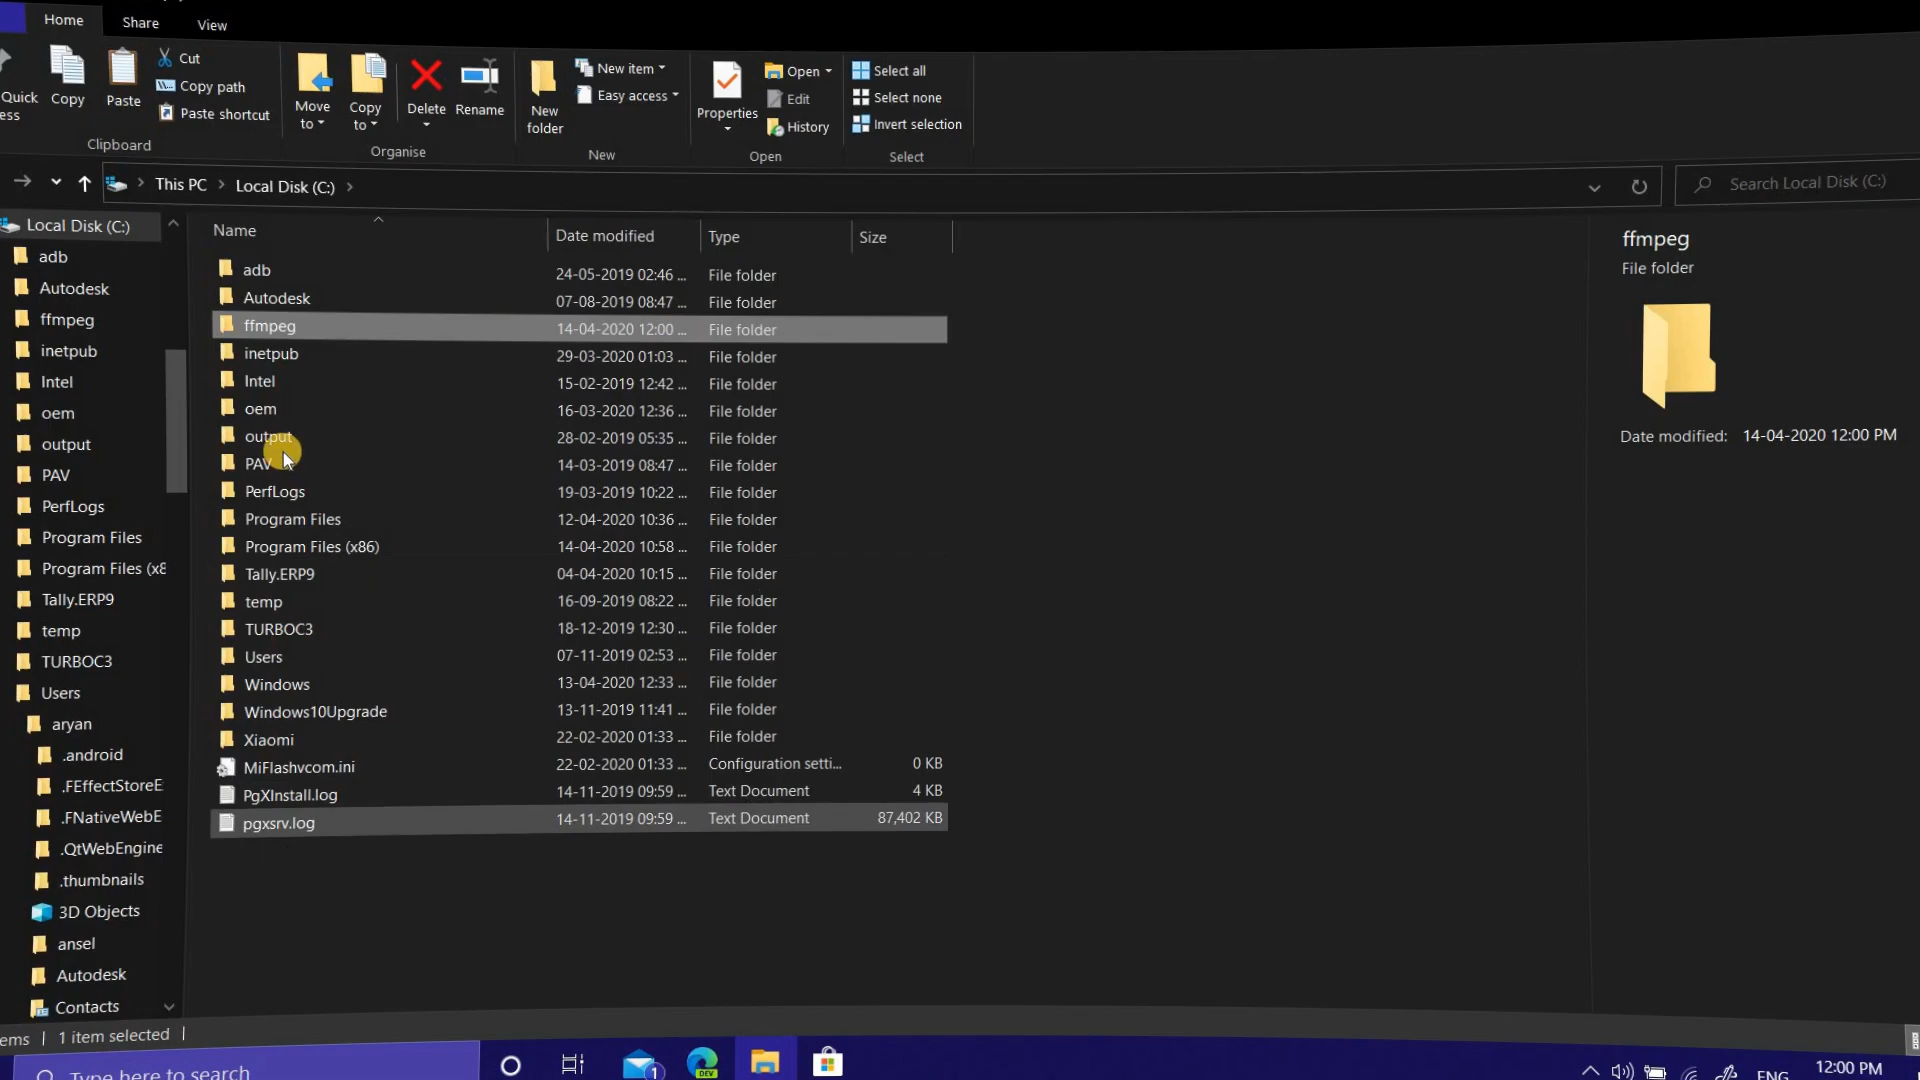 Home Share View
Quick
ess
Copy
Paste
Cut
Copy path
Paste shortcut
Clipboard
Move
to
Copy
to
Delete
Rename
Organise
New
folder
New item
Easy access
New
Properties
Open
Edit
History
Open
Select all
Select none
Invert selection
Select
This PC Local Disk (C:)
Search Local Disk (C:)
Local Disk (C:)
adb
Autodesk
ffmpeg
inetpub
Intel
oem
output
PAV
PerfLogs
Program Files
Program Files (x8
Tally.ERP9
temp
TURBOC3
Users
aryan
.android
.FEffectStoreE
.FNativeWebE
.QtWebEngine
.thumbnails
3D Objects
ansel
Autodesk
Contacts
Name Date modified Type Size
adb 24-05-2019 02:46 ... File folder
Autodesk 07-08-2019 08:47 ... File folder
ffmpeg 14-04-2020 12:00 ... File folder
inetpub 29-03-2020 01:03 ... File folder
Intel 15-02-2019 12:42 ... File folder
oem 16-03-2020 12:36 ... File folder
output 28-02-2020 05:35 ... File folder
PAV 14-03-2019 08:47 ... File folder
PerfLogs 19-03-2019 10:22 ... File folder
Program Files 12-04-2020 10:36 ... File folder
Program Files (x86) 14-04-2020 10:58 ... File folder
Tally.ERP9 04-04-2020 10:15 ... File folder
temp 16-09-2019 08:22 ... File folder
TURBOC3 18-12-2019 12:30 ... File folder
Users 07-11-2019 02:53 ... File folder
Windows 13-04-2020 12:33 ... File folder
Windows10Upgrade 13-11-2019 11:41 ... File folder
Xiaomi 22-02-2020 01:33 ... File folder
MiFlashvcom.ini 22-02-2020 01:33 ... Configuration setti... 0 KB
PgXInstall.log 14-11-2019 09:59 ... Text Document 4 KB
pgxsrv.log 14-11-2019 09:59 ... Text Document 87,402 KB
ffmpeg
File folder
Date modified: 14-04-2020 12:00 PM
ems 1 item selected
Type here to search
1
DEV
ENG
12:00 PM